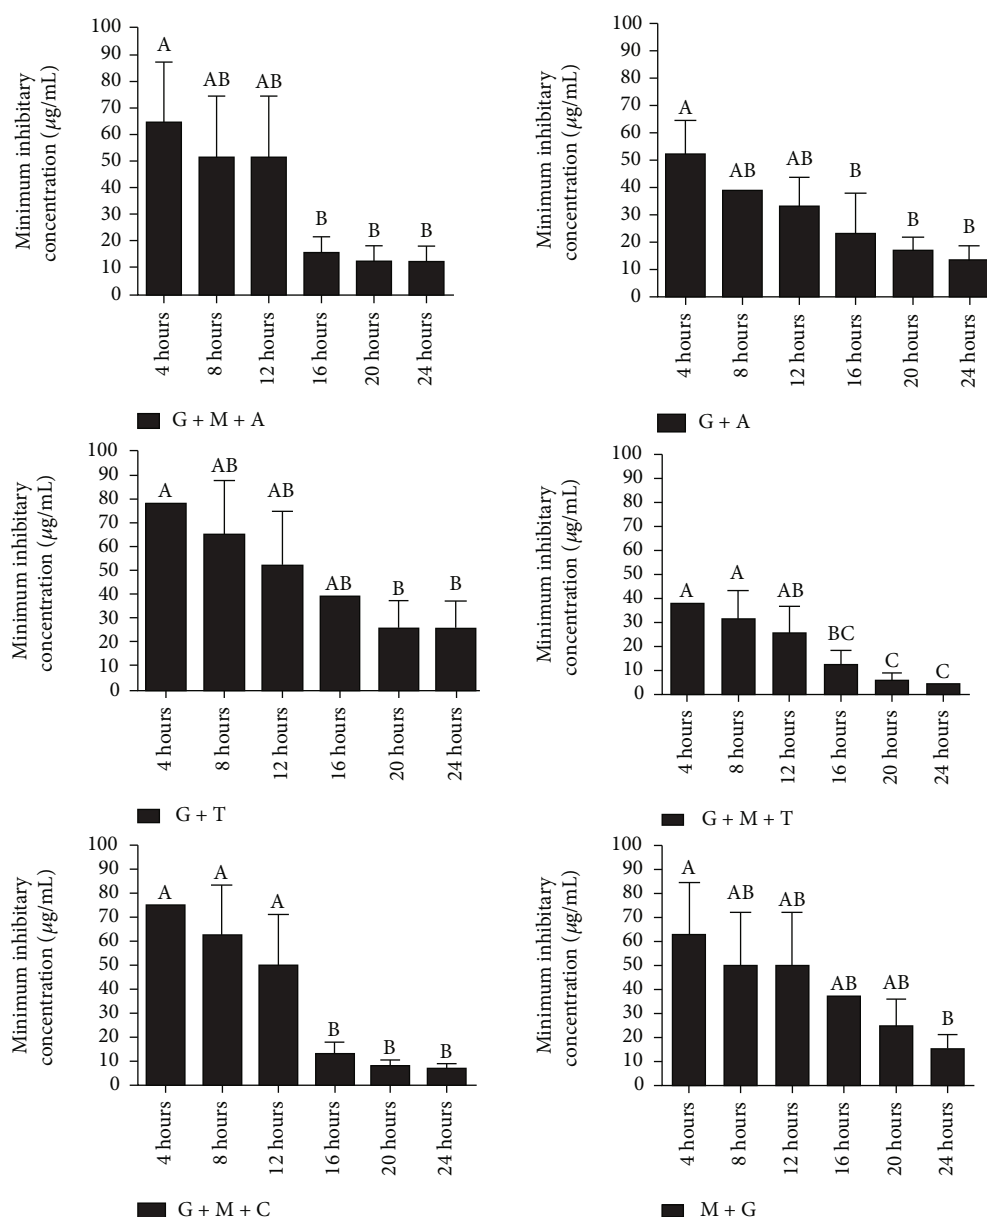 Minimum inhibitary
concentration (μg/mL)
100
90
80
70
60
50
40
30
20
10
0
A
AB
AB
B
B
B
4 hours
8 hours
12 hours
16 hours
20 hours
24 hours
G + M + A
Minimum inhibitary
concentration (μg/mL)
100
90
80
70
60
50
40
30
20
10
0
A
AB
AB
B
B
B
4 hours
8 hours
12 hours
16 hours
20 hours
24 hours
G + A
Minimum inhibitary
concentration (μg/mL)
100
90
80
70
60
50
40
30
20
10
0
A
AB
AB
AB
B
B
4 hours
8 hours
12 hours
16 hours
20 hours
24 hours
G + T
Minimum inhibitary
concentration (μg/mL)
100
90
80
70
60
50
40
30
20
10
0
A
A
AB
BC
C
C
4 hours
8 hours
12 hours
16 hours
20 hours
24 hours
G + M + T
Minimum inhibitary
concentration (μg/mL)
100
90
80
70
60
50
40
30
20
10
0
A
A
A
B
B
B
4 hours
8 hours
12 hours
16 hours
20 hours
24 hours
G + M + C
Minimum inhibitary
concentration (μg/mL)
100
90
80
70
60
50
40
30
20
10
0
A
AB
AB
AB
AB
B
4 hours
8 hours
12 hours
16 hours
20 hours
24 hours
M + G